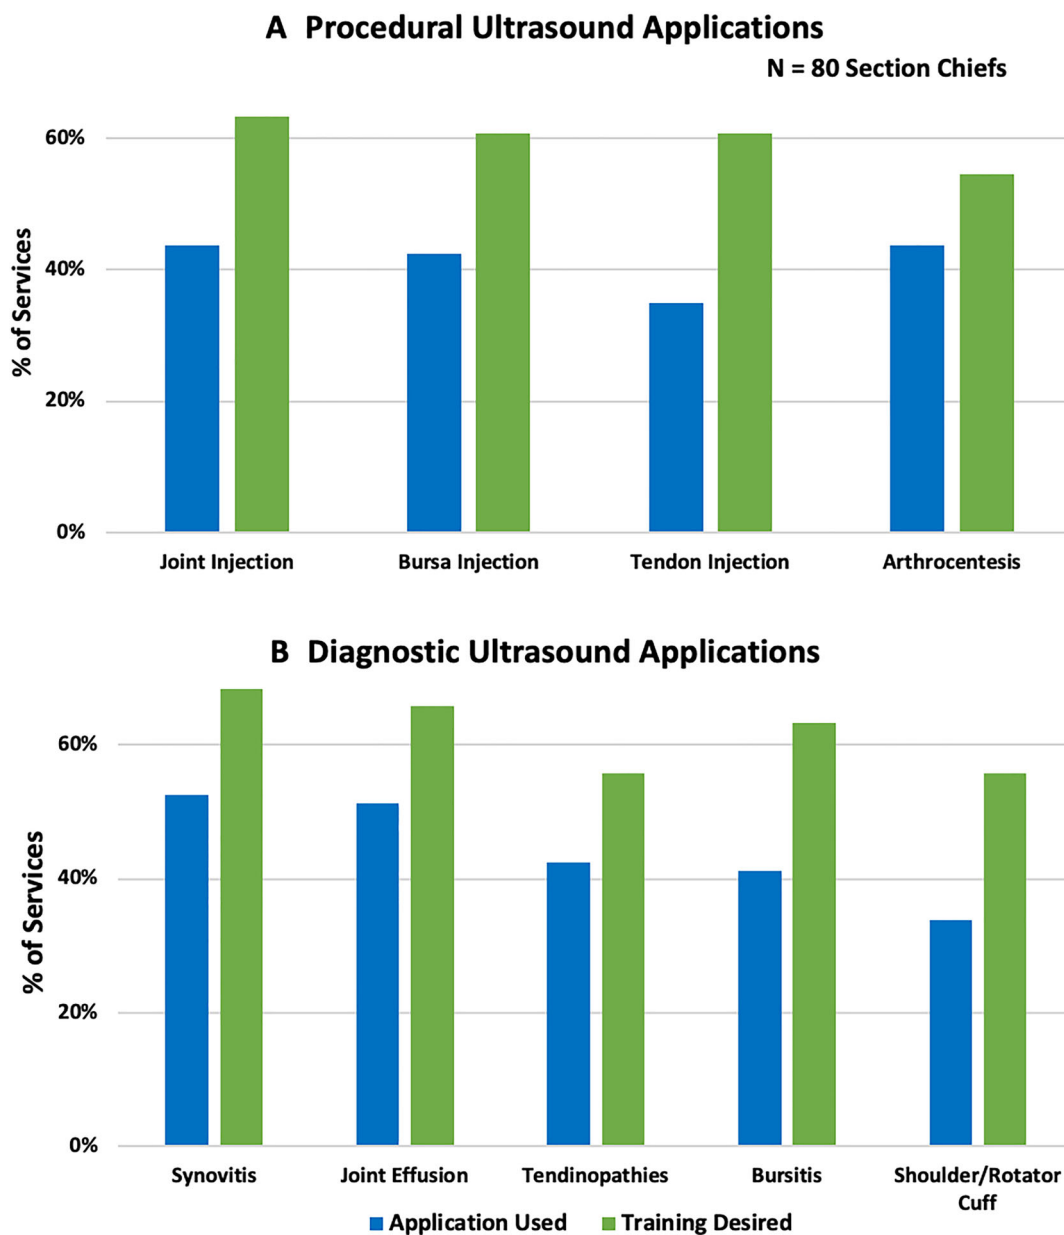 A Procedural Ultrasound Applications
N = 80 Section Chiefs
% of Services
60%
40%
20%
0%
Joint Injection
Bursa Injection
Tendon Injection
Arthrocentesis
B Diagnostic Ultrasound Applications
% of Services
60%
40%
20%
0%
Synovitis
Joint Effusion
Tendinopathies
Bursitis
Shoulder/Rotator
Cuff
Application Used
Training Desired